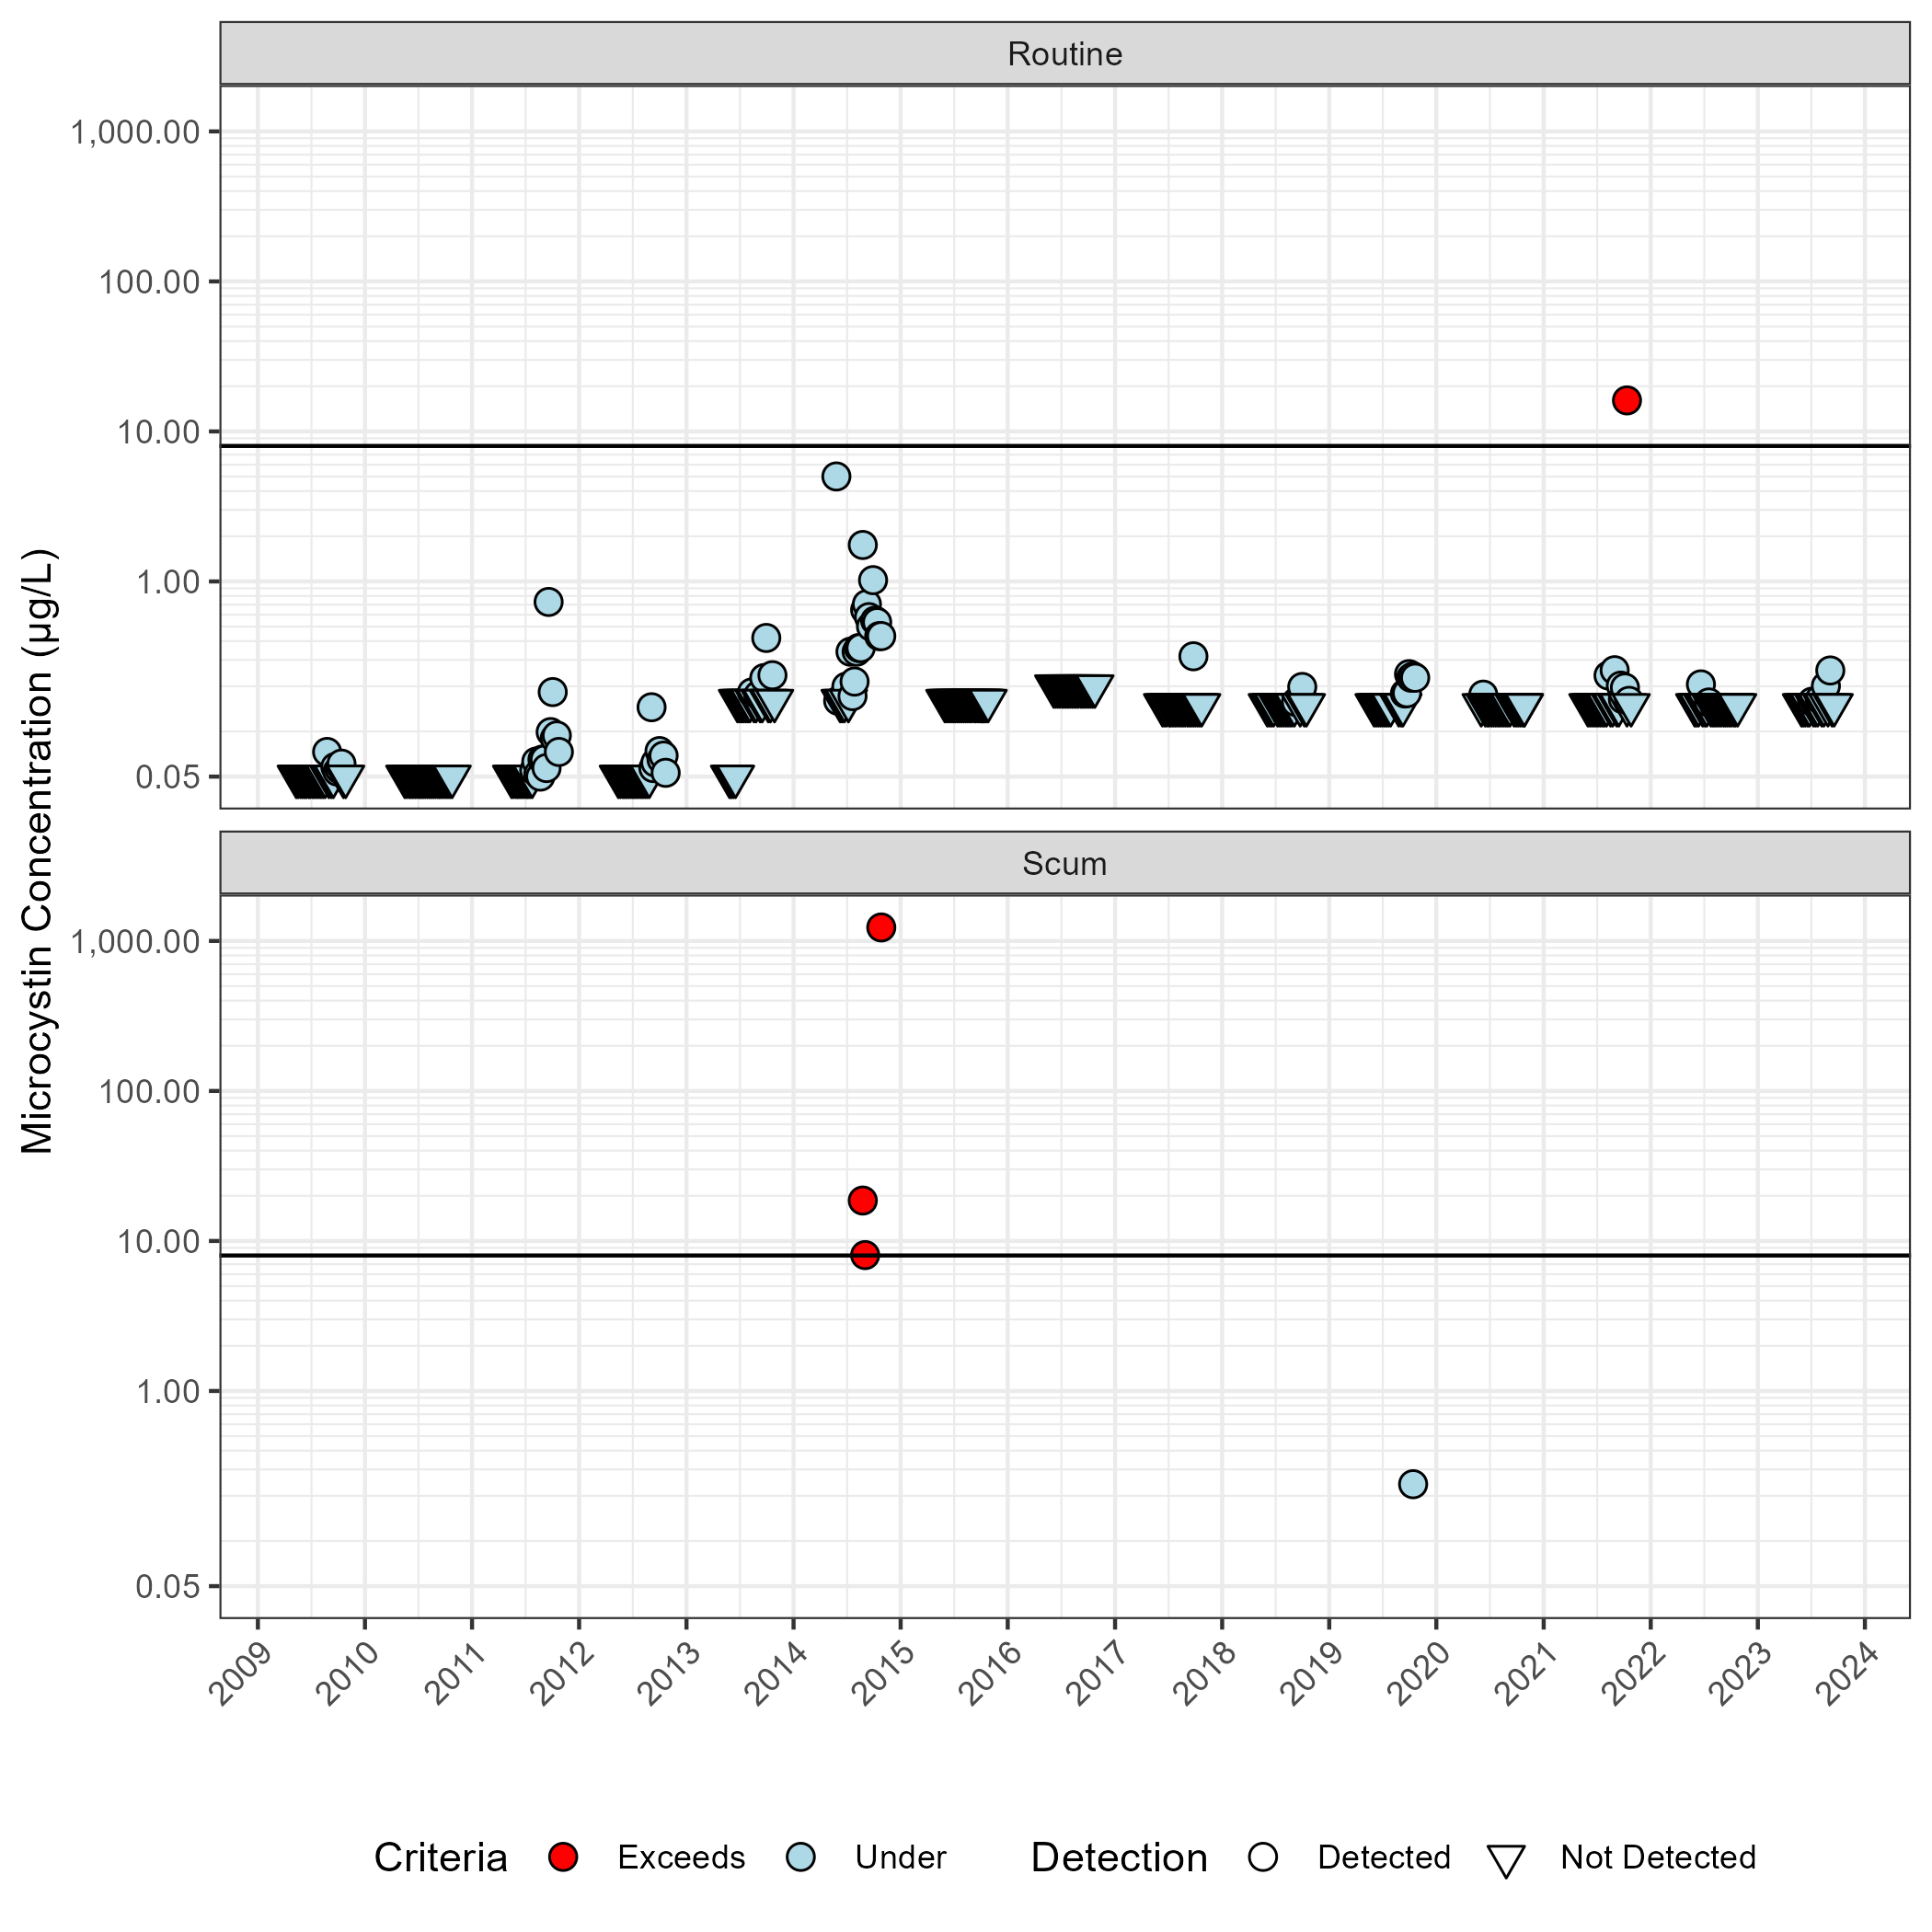 Routine
1,000.00
100.00
10.00
1.00
0.05
Microcystin Concentration (µg/L)
Scum
1,000.00
100.00
10.00
1.00
0.05
2009 2010 2011 2012 2013 2014 2015 2016 2017 2018 2019 2020 2021 2022 2023 2024
Criteria Exceeds Under Detection Detected Not Detected